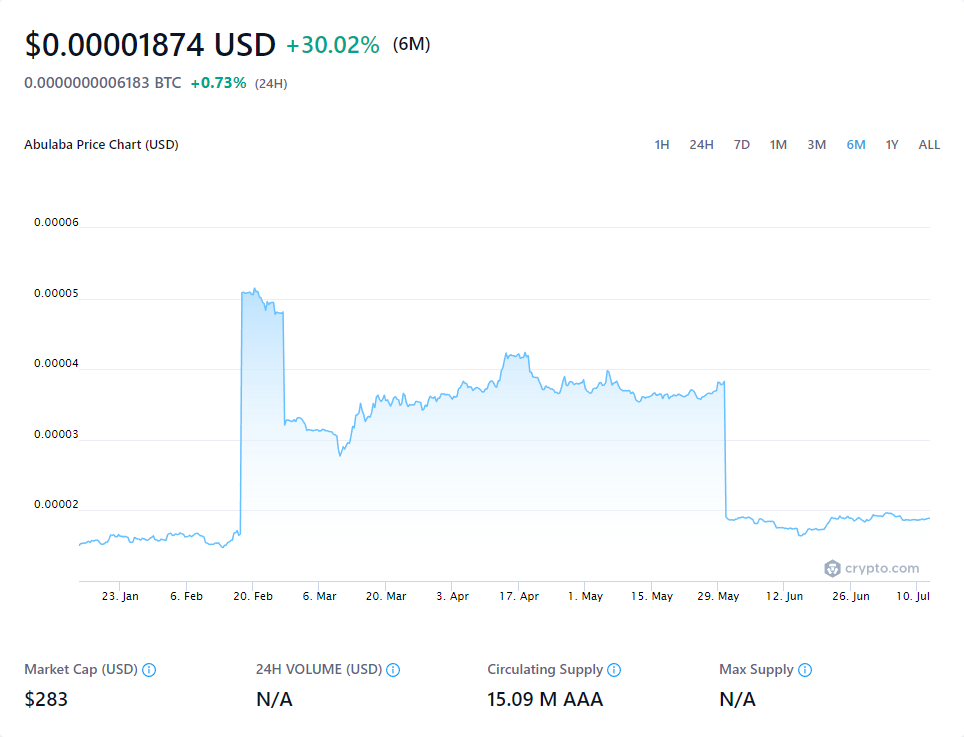 $0.00001874 USD +30.02% (6M)
0.0000000006183 BTC +0.73% (24H)
Abulaba Price Chart (USD)
1H 24H 7D 1M 3M 6M 1Y ALL
0.00006
0.00005
0.00004
0.00003
0.00002
crypto.com
23. Jan 6. Feb 20. Feb 6. Mar 20. Mar 3. Apr 17. Apr 1. May 15. May 29. May 12. Jun 26. Jun 10. Jul
Market Cap (USD) 24H VOLUME (USD) Circulating Supply Max Supply
$283 N/A 15.09 M AAA N/A